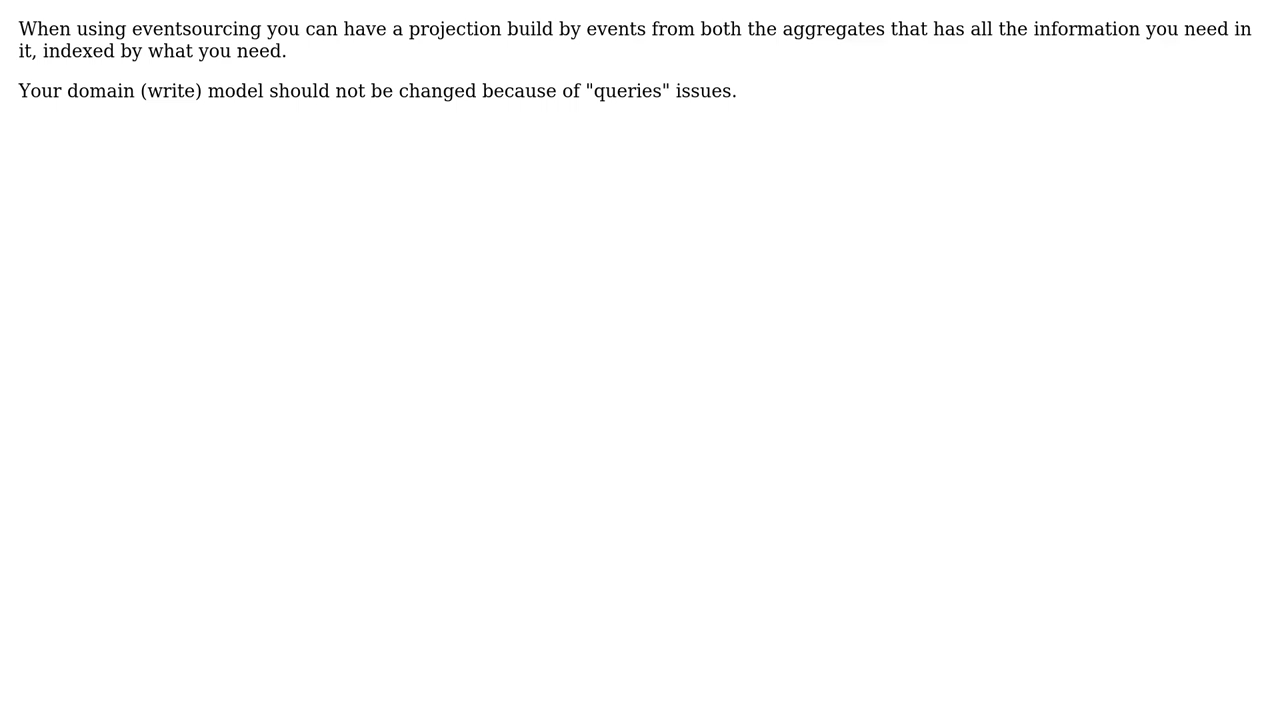 When using eventsourcing you can have a projection build by events from both the aggregates that has all the information you need in
it, indexed by what you need.
Your domain (write) model should not be changed because of "queries" issues.